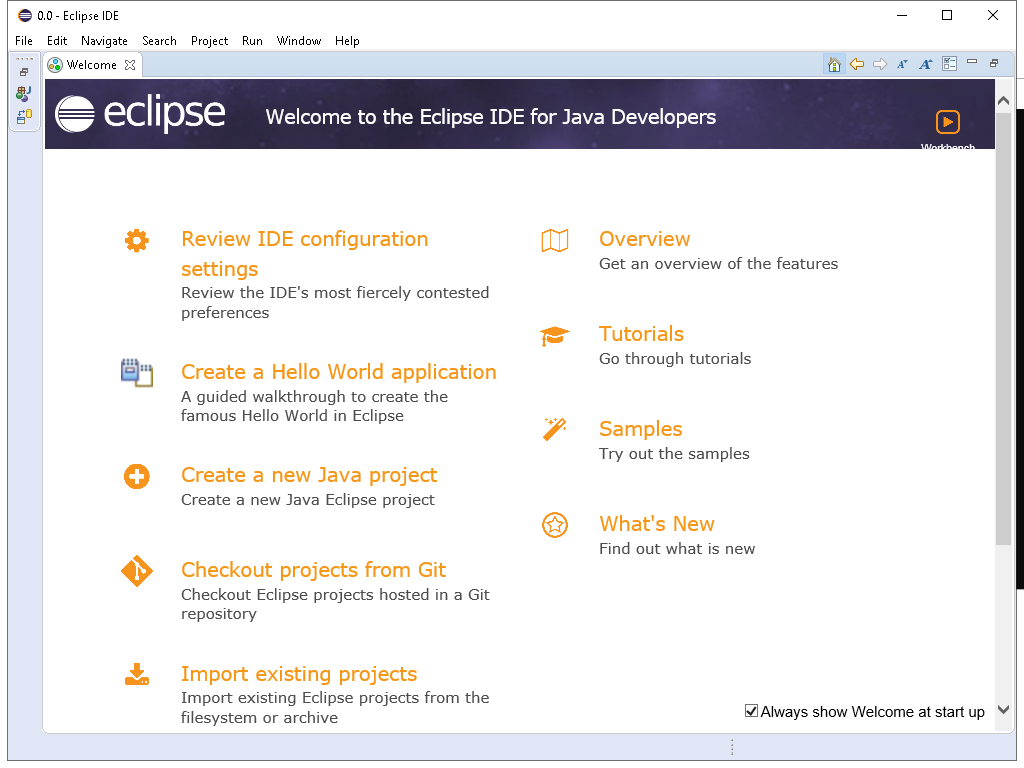 0.0 - Eclipse IDE
File Edit Navigate Search Project Run Window Help
Welcome
eclipse
Welcome to the Eclipse IDE for Java Developers
Workbench
Review IDE configuration
settings
Review the IDE's most fiercely contested
preferences
Create a Hello World application
A guided walkthrough to create the
famous Hello World in Eclipse
Create a new Java project
Create a new Java Eclipse project
Checkout projects from Git
Checkout Eclipse projects hosted in a Git
repository
Import existing projects
Import existing Eclipse projects from the
filesystem or archive
Overview
Get an overview of the features
Tutorials
Go through tutorials
Samples
Try out the samples
What's New
Find out what is new
Always show Welcome at start up